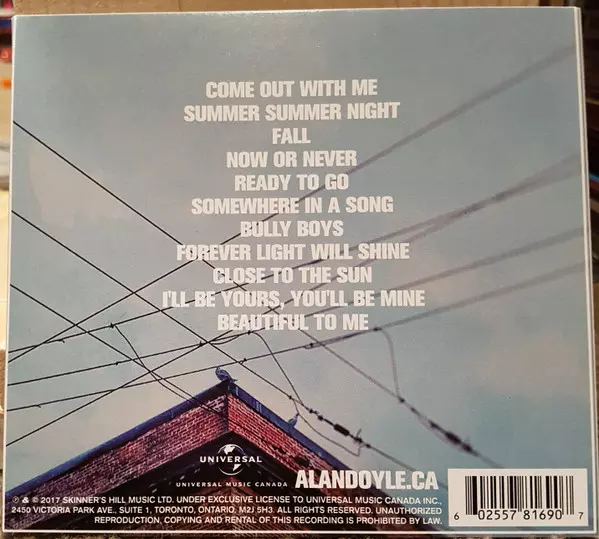 COME OUT WITH ME
SUMMER SUMMER NIGHT
FALL
NOW OR NEVER
READY TO GO
SOMEWHERE IN A SONG
BULLY BOYS
FOREVER LIGHT WILL SHINE
CLOSE TO THE SUN
I'LL BE YOURS, YOU'LL BE MINE
BEAUTIFUL TO ME
UNIVERSAL
UNIVERSAL MUSIC CANADA
ALANDOYLE.CA
℗ & © 2017 SKINNER'S HILL MUSIC LTD. UNDER EXCLUSIVE LICENSE TO UNIVERSAL MUSIC CANADA INC.,
2450 VICTORIA PARK AVE., SUITE 1, TORONTO, ONTARIO, M2J 5H3. ALL RIGHTS RESERVED. UNAUTHORIZED
REPRODUCTION, COPYING AND RENTAL OF THIS RECORDING IS PROHIBITED BY LAW.
6 02557 81690 7